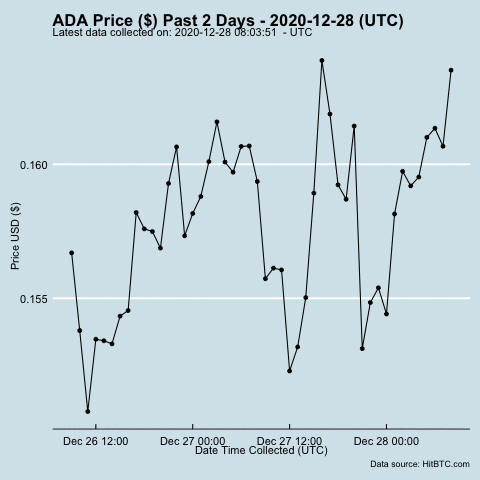 ADA Price ($) Past 2 Days - 2020-12-28 (UTC)
Latest data collected on: 2020-12-28 08:03:51  - UTC
0.160
Price USD ($)
0.155
Dec 26 12:00 Dec 27 00:00 Dec 27 12:00 Dec 28 00:00
Date Time Collected (UTC)
Data source: HitBTC.com